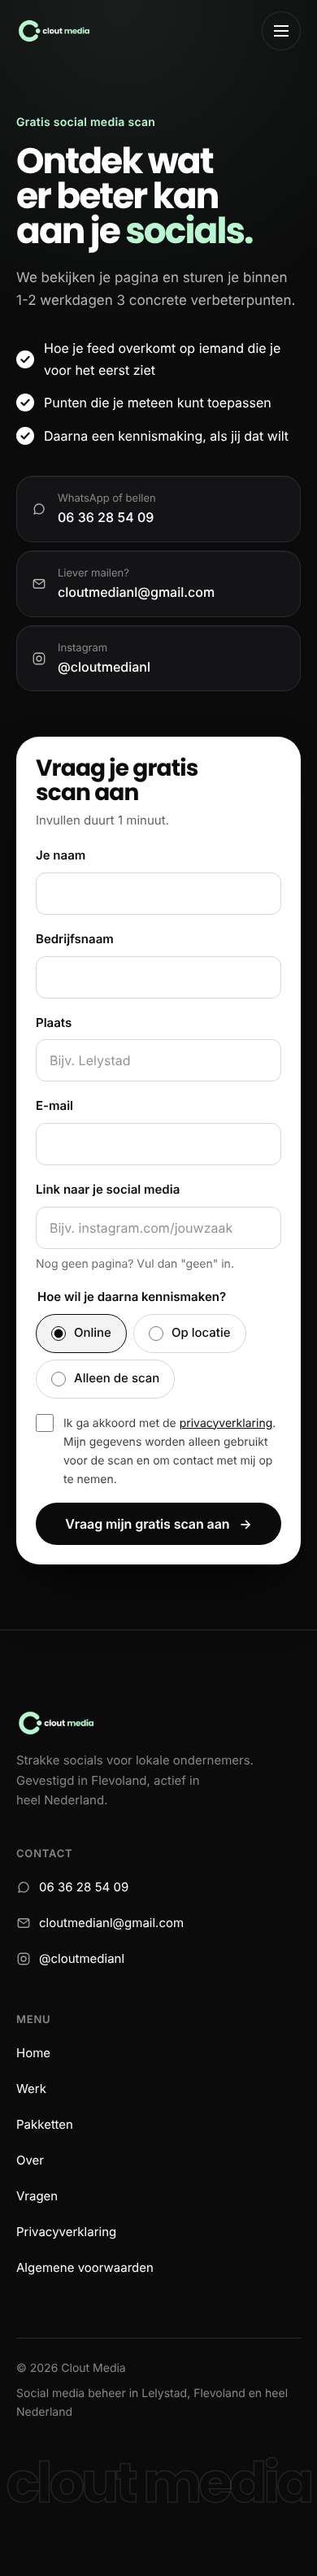 clout media
Gratis social media scan
Ontdek wat
er beter kan
aan je socials.
We bekijken je pagina en sturen je binnen
1-2 werkdagen 3 concrete verbeterpunten.
Hoe je feed overkomt op iemand die je
voor het eerst ziet
Punten die je meteen kunt toepassen
Daarna een kennismaking, als jij dat wilt
WhatsApp of bellen
06 36 28 54 09
Liever mailen?
cloutmedianl@gmail.com
Instagram
@cloutmedianl
Vraag je gratis
scan aan
Invullen duurt 1 minuut.
Je naam
Bedrijfsnaam
Plaats
Bijv. Lelystad
E-mail
Link naar je social media
Bijv. instagram.com/jouwzaak
Nog geen pagina? Vul dan "geen" in.
Hoe wil je daarna kennismaken?
Online
Op locatie
Alleen de scan
Ik ga akkoord met de privacyverklaring.
Mijn gegevens worden alleen gebruikt
voor de scan en om contact met mij op
te nemen.
Vraag mijn gratis scan aan →
clout media
Strakke socials voor lokale ondernemers.
Gevestigd in Flevoland, actief in
heel Nederland.
CONTACT
06 36 28 54 09
cloutmedianl@gmail.com
@cloutmedianl
MENU
Home
Werk
Pakketten
Over
Vragen
Privacyverklaring
Algemene voorwaarden
© 2026 Clout Media
Social media beheer in Lelystad, Flevoland en heel
Nederland
clout media